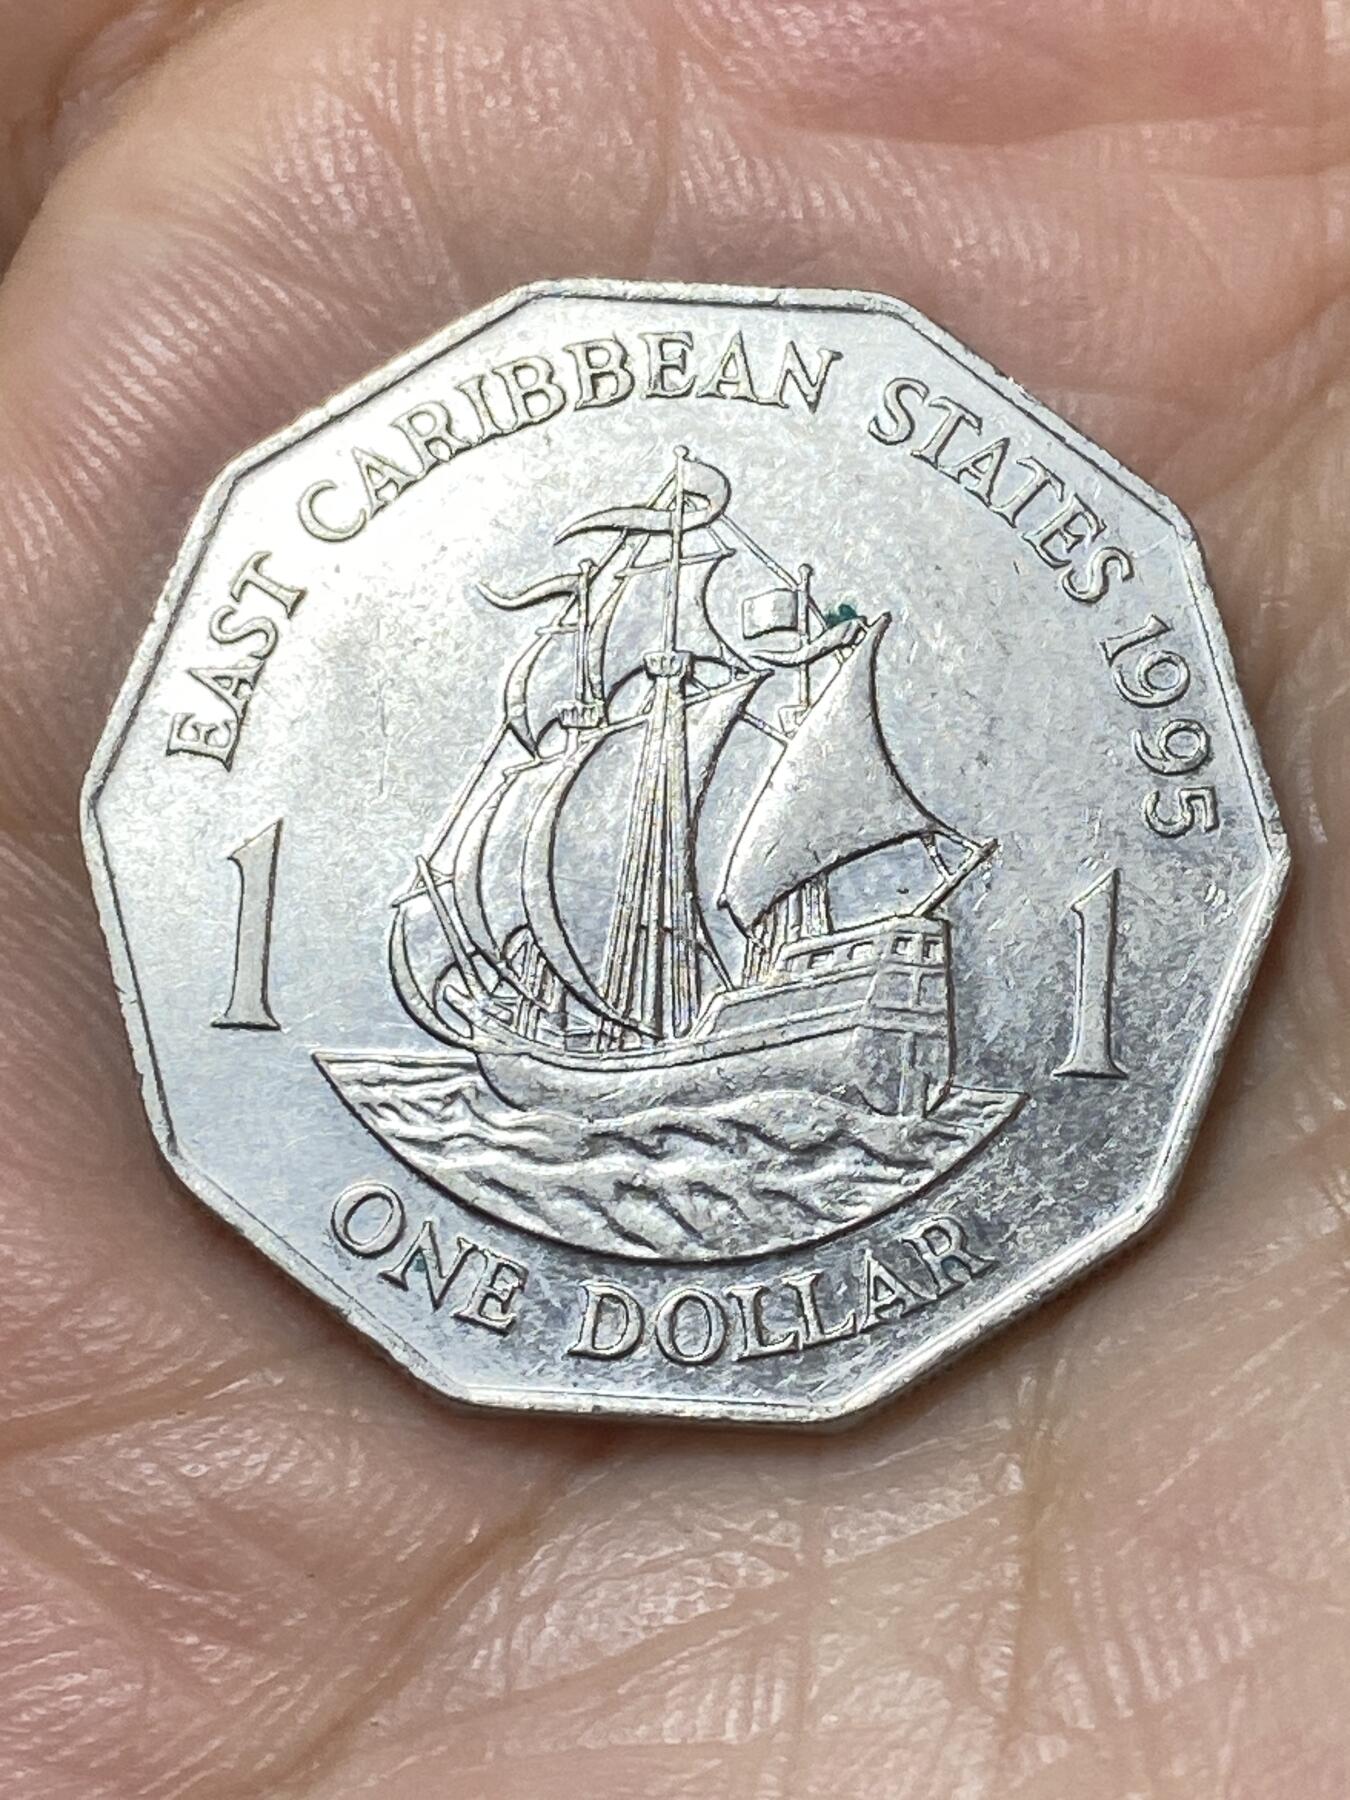 EAST CARIBBEAN STATES 1995
1 1
ONE DOLLAR